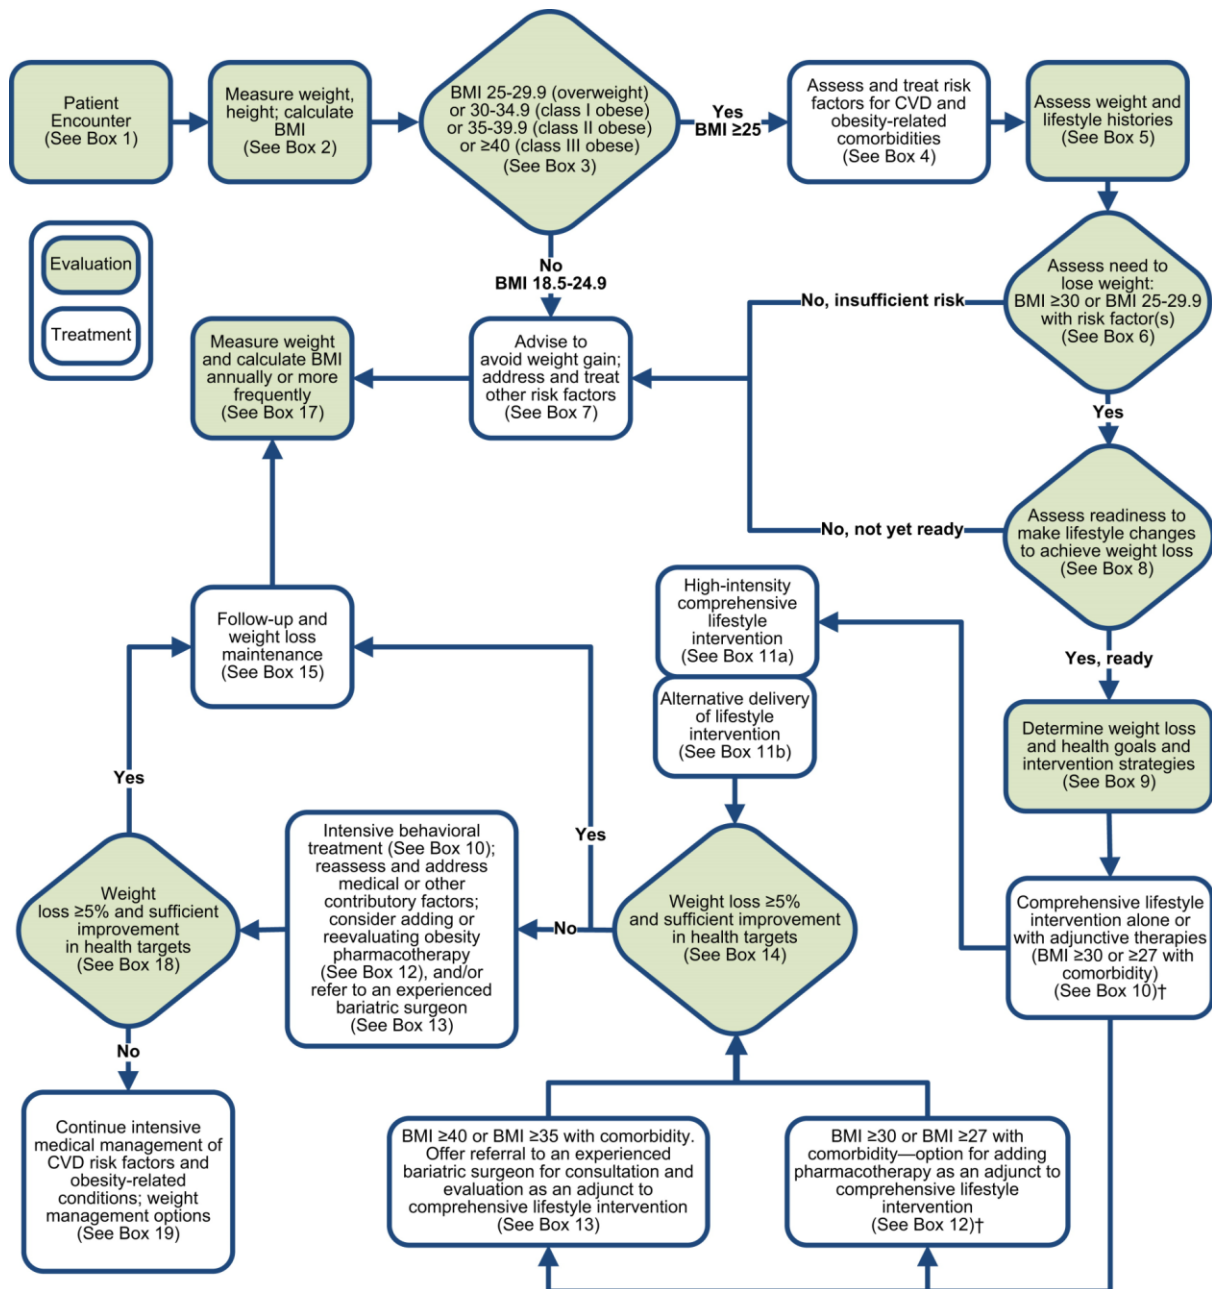 Patient
Encounter
(See Box 1)
Measure weight,
height; calculate
BMI
(See Box 2)
BMI 25-29.9 (overweight)
or 30-34.9 (class I obese)
or 35-39.9 (class II obese)
or ≥40 (class III obese)
(See Box 3)
Yes
BMI ≥25
Assess and treat risk
factors for CVD and
obesity-related
comorbidities
(See Box 4)
Assess weight and
lifestyle histories
(See Box 5)
Evaluation
Treatment
No
BMI 18.5-24.9
Assess need to
lose weight:
BMI ≥30 or BMI 25-29.9
with risk factor(s)
(See Box 6)
No, insufficient risk
Measure weight
and calculate BMI
annually or more
frequently
(See Box 17)
Advise to
avoid weight gain;
address and treat
other risk factors
(See Box 7)
Yes
Assess readiness to
make lifestyle changes
to achieve weight loss
(See Box 8)
No, not yet ready
High-intensity
comprehensive
lifestyle
intervention
(See Box 11a)
Alternative delivery
of lifestyle
intervention
(See Box 11b)
Follow-up and
weight loss
maintenance
(See Box 15)
Yes, ready
Determine weight loss
and health goals and
intervention strategies
(See Box 9)
Yes
Yes
Intensive behavioral
treatment (See Box 10);
reassess and address
medical or other
contributory factors;
consider adding or
reevaluating obesity
pharmacotherapy
(See Box 12), and/or
refer to an experienced
bariatric surgeon
(See Box 13)
No
Weight loss ≥5%
and sufficient improvement
in health targets
(See Box 14)
Comprehensive lifestyle
intervention alone or
with adjunctive therapies
(BMI ≥30 or ≥27 with
comorbidity)
(See Box 10)†
Weight
loss ≥5% and sufficient
improvement
in health targets
(See Box 18)
No
Continue intensive
medical management of
CVD risk factors and
obesity-related
conditions; weight
management options
(See Box 19)
BMI ≥40 or BMI ≥35 with comorbidity.
Offer referral to an experienced
bariatric surgeon for consultation and
evaluation as an adjunct to
comprehensive lifestyle intervention
(See Box 13)
BMI ≥30 or BMI ≥27 with
comorbidity—option for adding
pharmacotherapy as an adjunct to
comprehensive lifestyle
intervention
(See Box 12)†